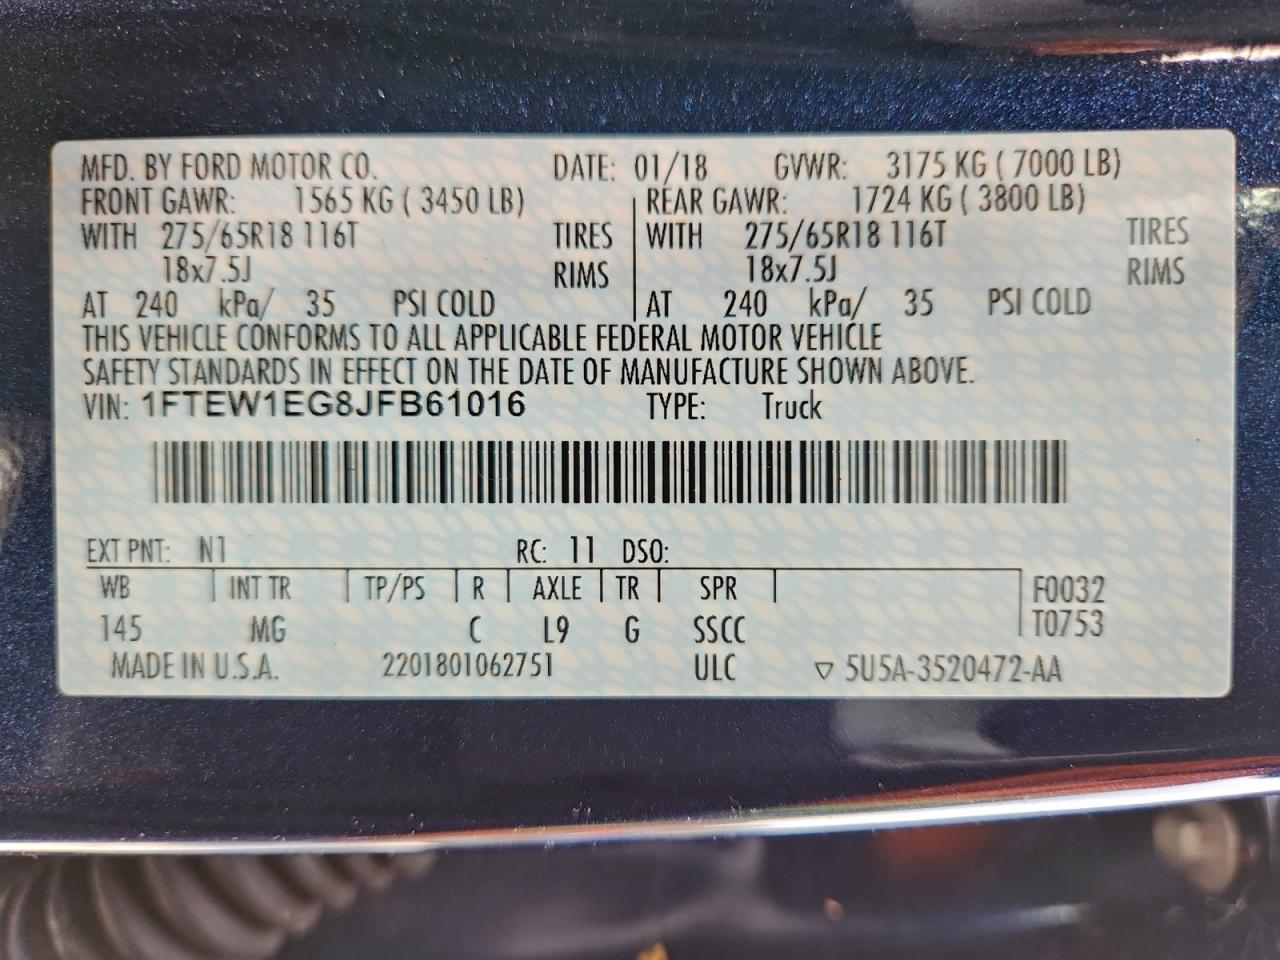 MFD. BY FORD MOTOR CO. DATE: 01/18 GVWR: 3175 KG ( 7000 LB)
FRONT GAWR: 1565 KG ( 3450 LB) REAR GAWR: 1724 KG ( 3800 LB)
WITH 275/65R18 116T TIRES WITH 275/65R18 116T TIRES
18x7.5J RIMS 18x7.5J RIMS
AT 240 kPa/ 35 PSI COLD AT 240 kPa/ 35 PSI COLD
THIS VEHICLE CONFORMS TO ALL APPLICABLE FEDERAL MOTOR VEHICLE
SAFETY STANDARDS IN EFFECT ON THE DATE OF MANUFACTURE SHOWN ABOVE.
VIN: 1FTEW1EG8JFB61016 TYPE: Truck
EXT PNT: N1 RC: 11 DSO:
WB INT TR TP/PS R AXLE TR SPR F0032
145 MG C L9 G SSCC T0753
MADE IN U.S.A. 2201801062751 ULC ▽ 5U5A-3520472-AA